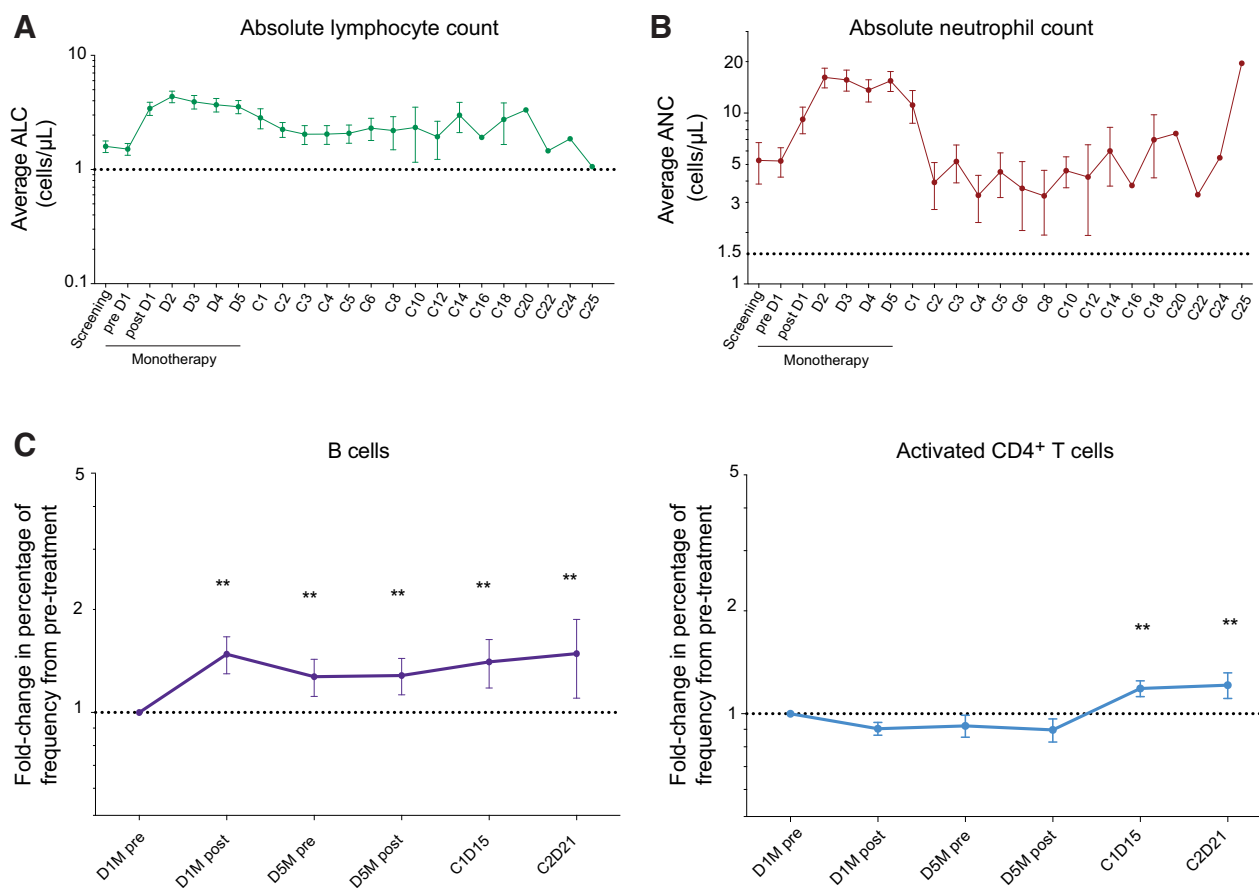 A
Absolute lymphocyte count
Average ALC
(cells/µL)
10
1
0.1
Screening
pre D1
post D1
D2
D3
D4
D5
C1
C2
C3
C4
C5
C6
C8
C10
C12
C14
C16
C18
C20
C22
C24
C25
Monotherapy
B
Absolute neutrophil count
Average ANC
(cells/µL)
20
10
5
3
1.5
1
Screening
pre D1
post D1
D2
D3
D4
D5
C1
C2
C3
C4
C5
C6
C8
C10
C12
C14
C16
C18
C20
C22
C24
C25
Monotherapy
C
B cells
Fold-change in percentage of
frequency from pre-treatment
5
2
1
**
**
**
**
**
D1M pre
D1M post
D5M pre
D5M post
C1D15
C2D21
Activated CD4⁺ T cells
Fold-change in percentage of
frequency from pre-treatment
5
2
1
**
**
D1M pre
D1M post
D5M pre
D5M post
C1D15
C2D21